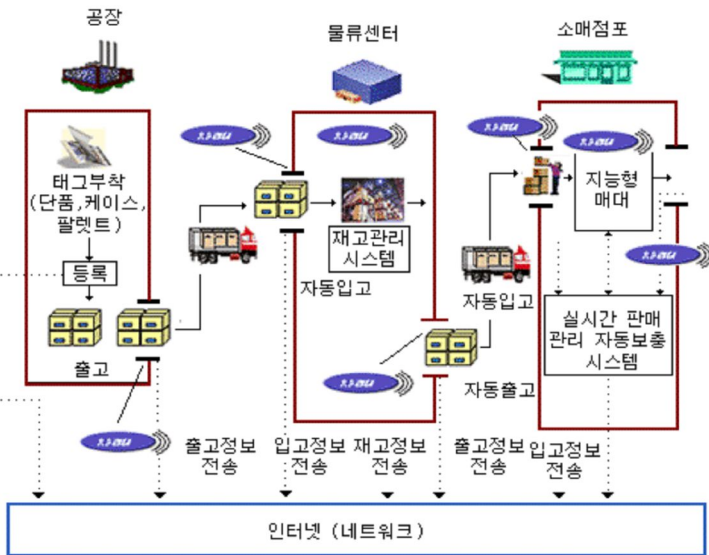 공장
물류센터
소매점포
태그부착
(단품,케이스,
팔렛트)
등록
출고
재고관리
시스템
자동입고
자동출고
자동입고
지능형
매대
실시간 판매
관리 자동보충
시스템
출고정보
전송
입고정보
전송
재고정보
전송
출고정보
전송
입고정보
전송
인터넷 (네트워크)